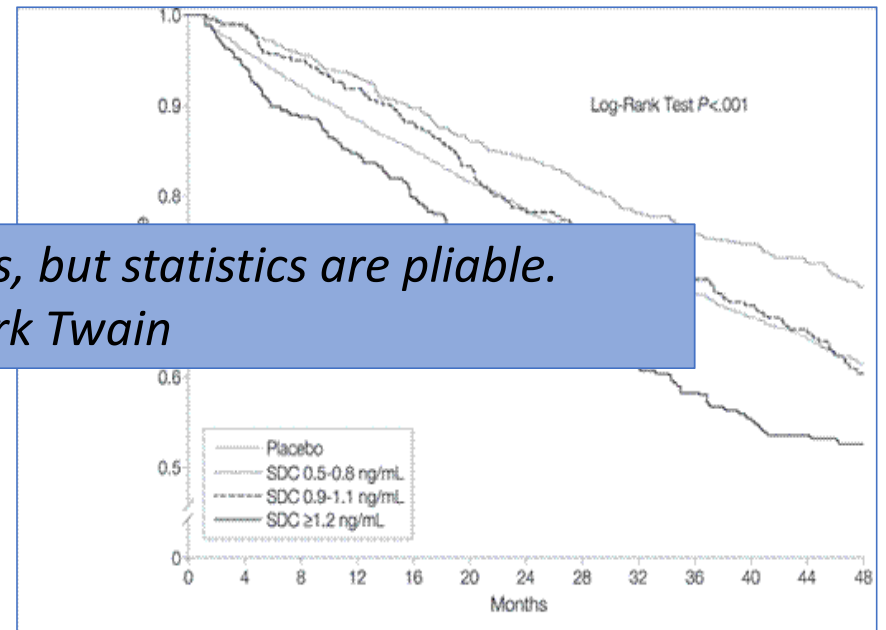 1.0
0.9
Log-Rank Test P<.001
0.8
s, but statistics are pliable.
rk Twain
0.6
Placebo
SDC 0.5-0.8 ng/mL
0.5
SDC 0.9-1.1 ng/mL
SDC ≥1.2 ng/mL
0
0 4 8 12 16 20 24 28 32 36 40 44 48
Months